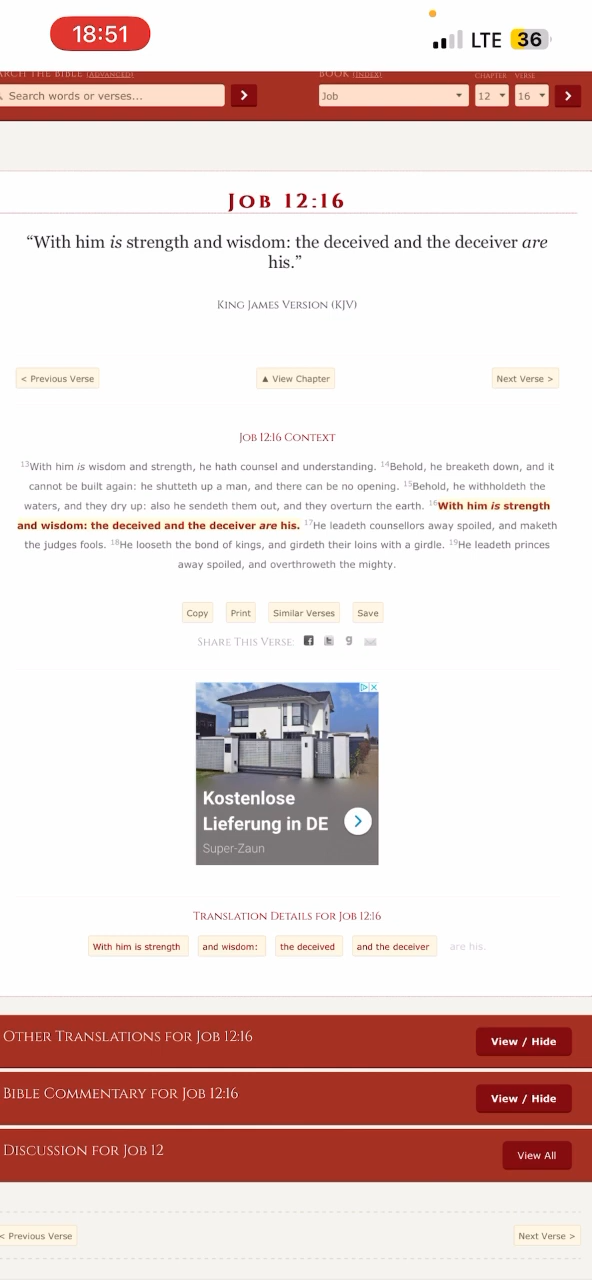 18:51
LTE 36
ARCH THE BIBLE (ADVANCED)
BOOK (INDEX)
CHAPTER VERSE
Search words or verses...
Job
12
16
Job 12:16
“With him is strength and wisdom: the deceived and the deceiver are
his.”
King James Version (KJV)
< Previous Verse
▲ View Chapter
Next Verse >
Job 12:16 Context
13With him is wisdom and strength, he hath counsel and understanding. 14Behold, he breaketh down, and it
cannot be built again: he shutteth up a man, and there can be no opening. 15Behold, he withholdeth the
waters, and they dry up: also he sendeth them out, and they overturn the earth. 16With him is strength
and wisdom: the deceived and the deceiver are his. 17He leadeth counsellors away spoiled, and maketh
the judges fools. 18He looseth the bond of kings, and girdeth their loins with a girdle. 19He leadeth princes
away spoiled, and overthroweth the mighty.
Copy
Print
Similar Verses
Save
Share This Verse:
Kostenlose
Lieferung in DE
Super-Zaun
Translation Details for Job 12:16
With him is strength
and wisdom:
the deceived
and the deceiver
are his.
Other Translations for Job 12:16
View / Hide
Bible Commentary for Job 12:16
View / Hide
Discussion for Job 12
View All
< Previous Verse
Next Verse >